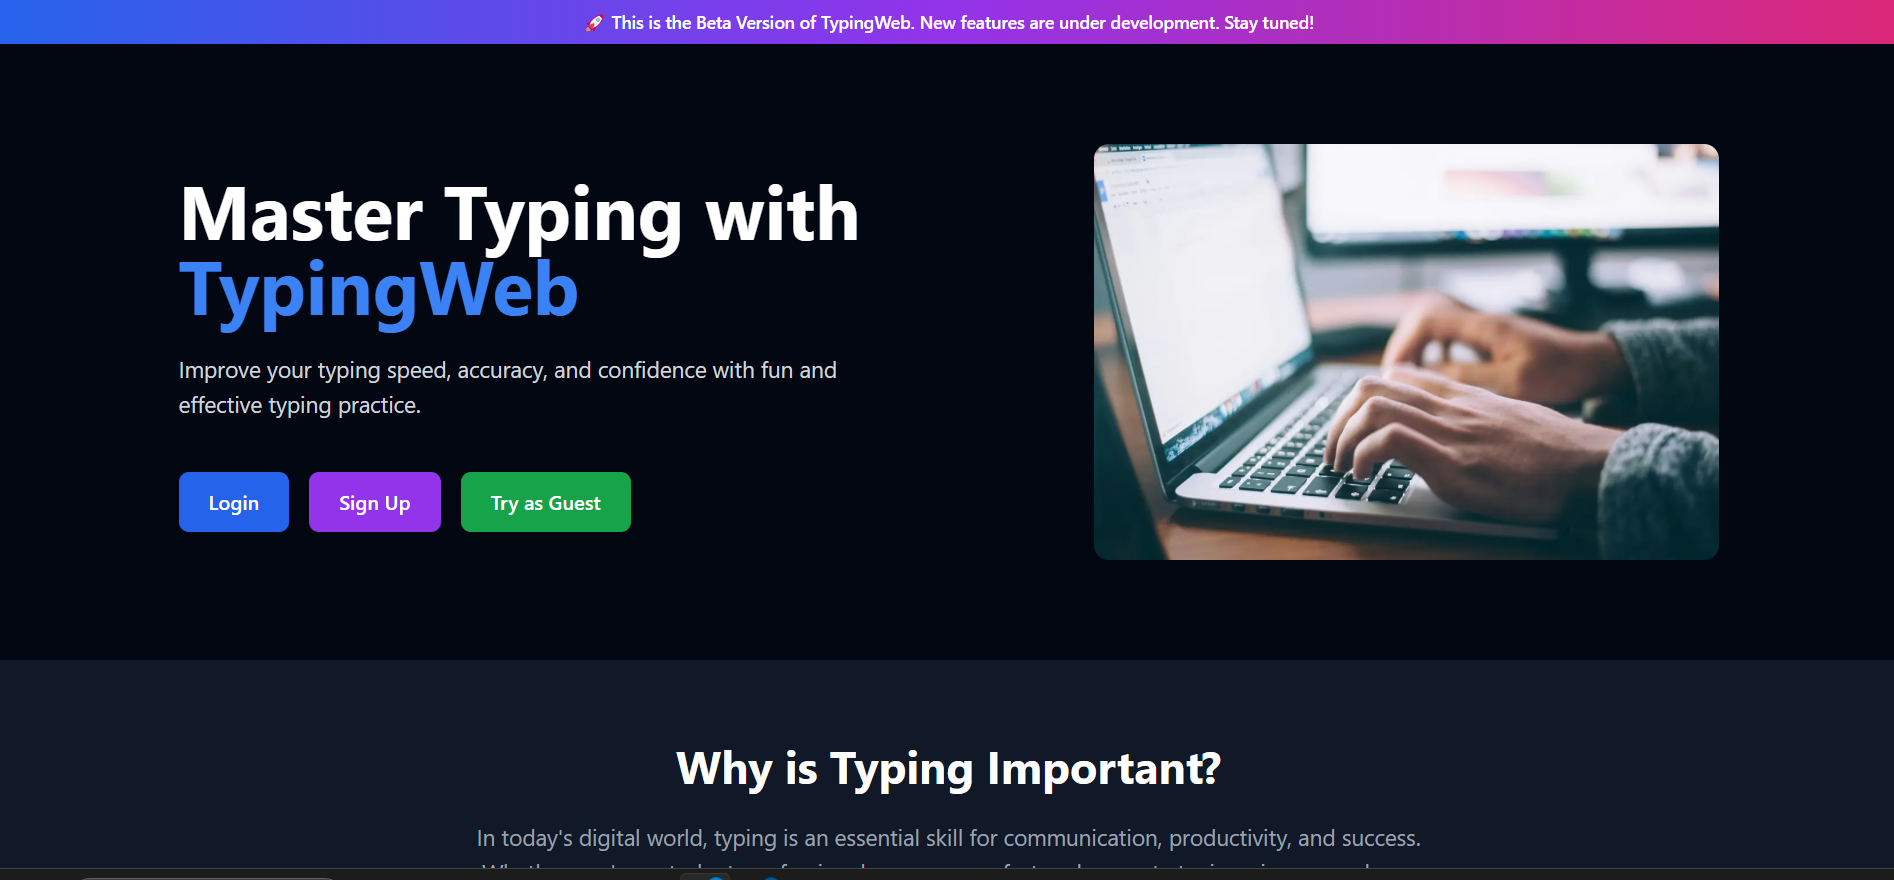 🚀 This is the Beta Version of TypingWeb. New features are under development. Stay tuned!
Master Typing with
TypingWeb
Improve your typing speed, accuracy, and confidence with fun and
effective typing practice.
Login
Sign Up
Try as Guest
Why is Typing Important?
In today's digital world, typing is an essential skill for communication, productivity, and success.